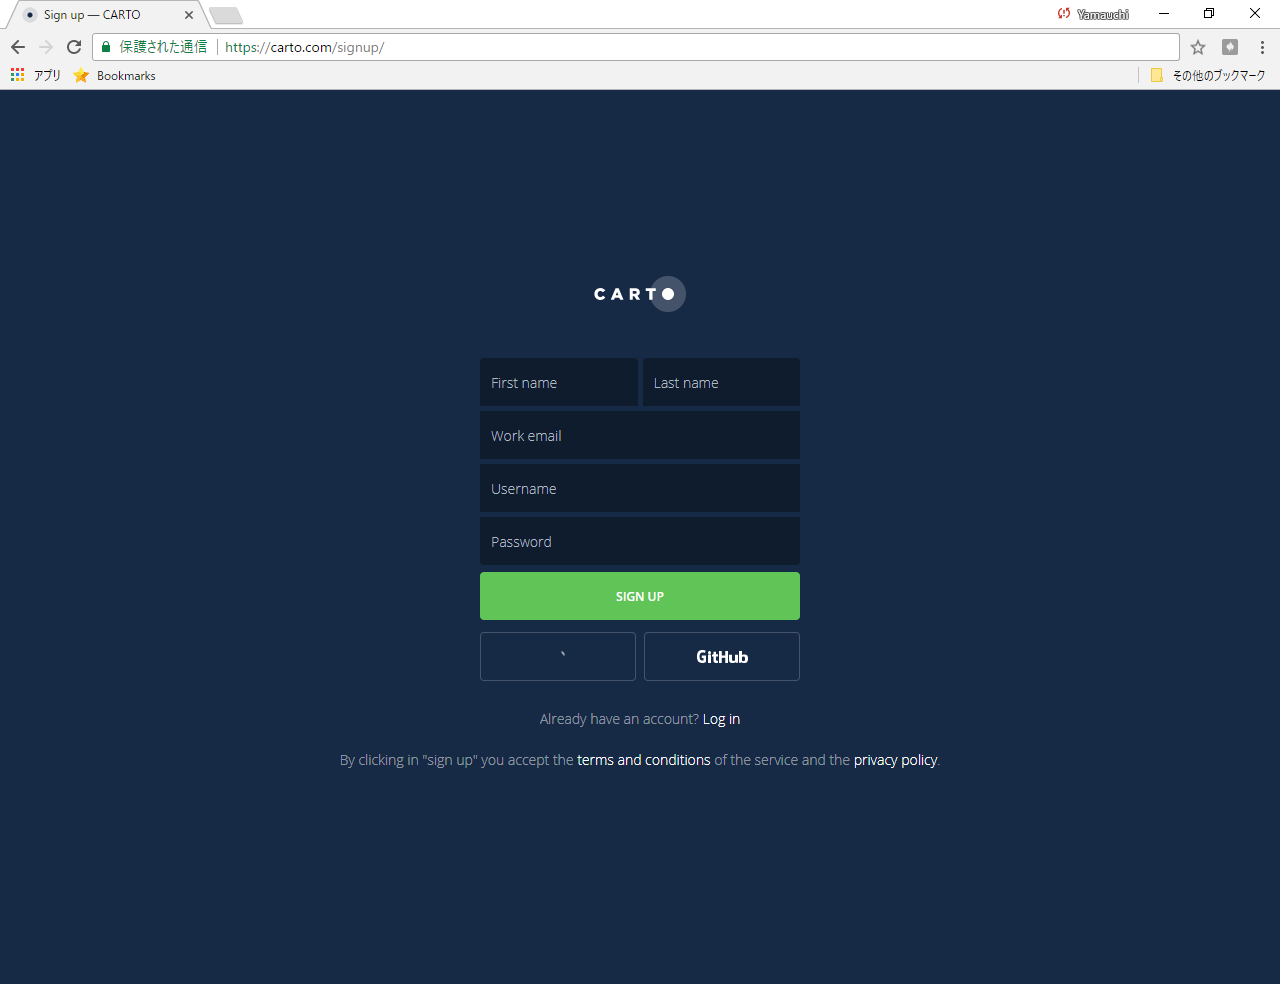 Sign up — CARTO
Yamauchi
保護された通信 https://carto.com/signup/
アプリ Bookmarks その他のブックマーク
CARTO
First name Last name
Work email
Username
Password
SIGN UP
` GitHub
Already have an account? Log in
By clicking in "sign up" you accept the terms and conditions of the service and the privacy policy.